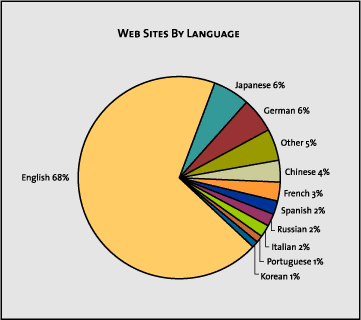 Web Sites By Language
Japanese 6%
German 6%
Other 5%
Chinese 4%
English 68%
French 3%
Spanish 2%
Russian 2%
Italian 2%
Portuguese 1%
Korean 1%